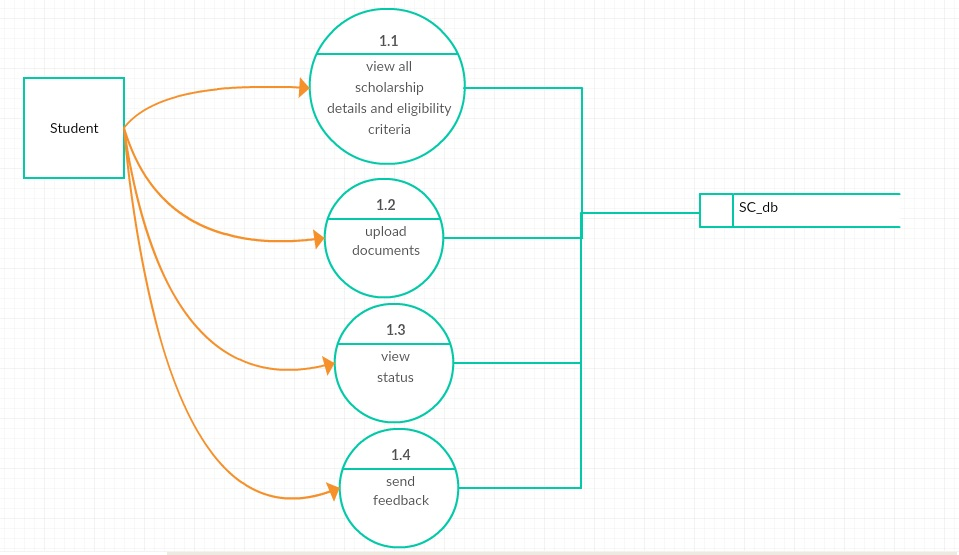 Student
1.1
view all
scholarship
details and eligibility
criteria
1.2
upload
documents
SC_db
1.3
view
status
1.4
send
feedback